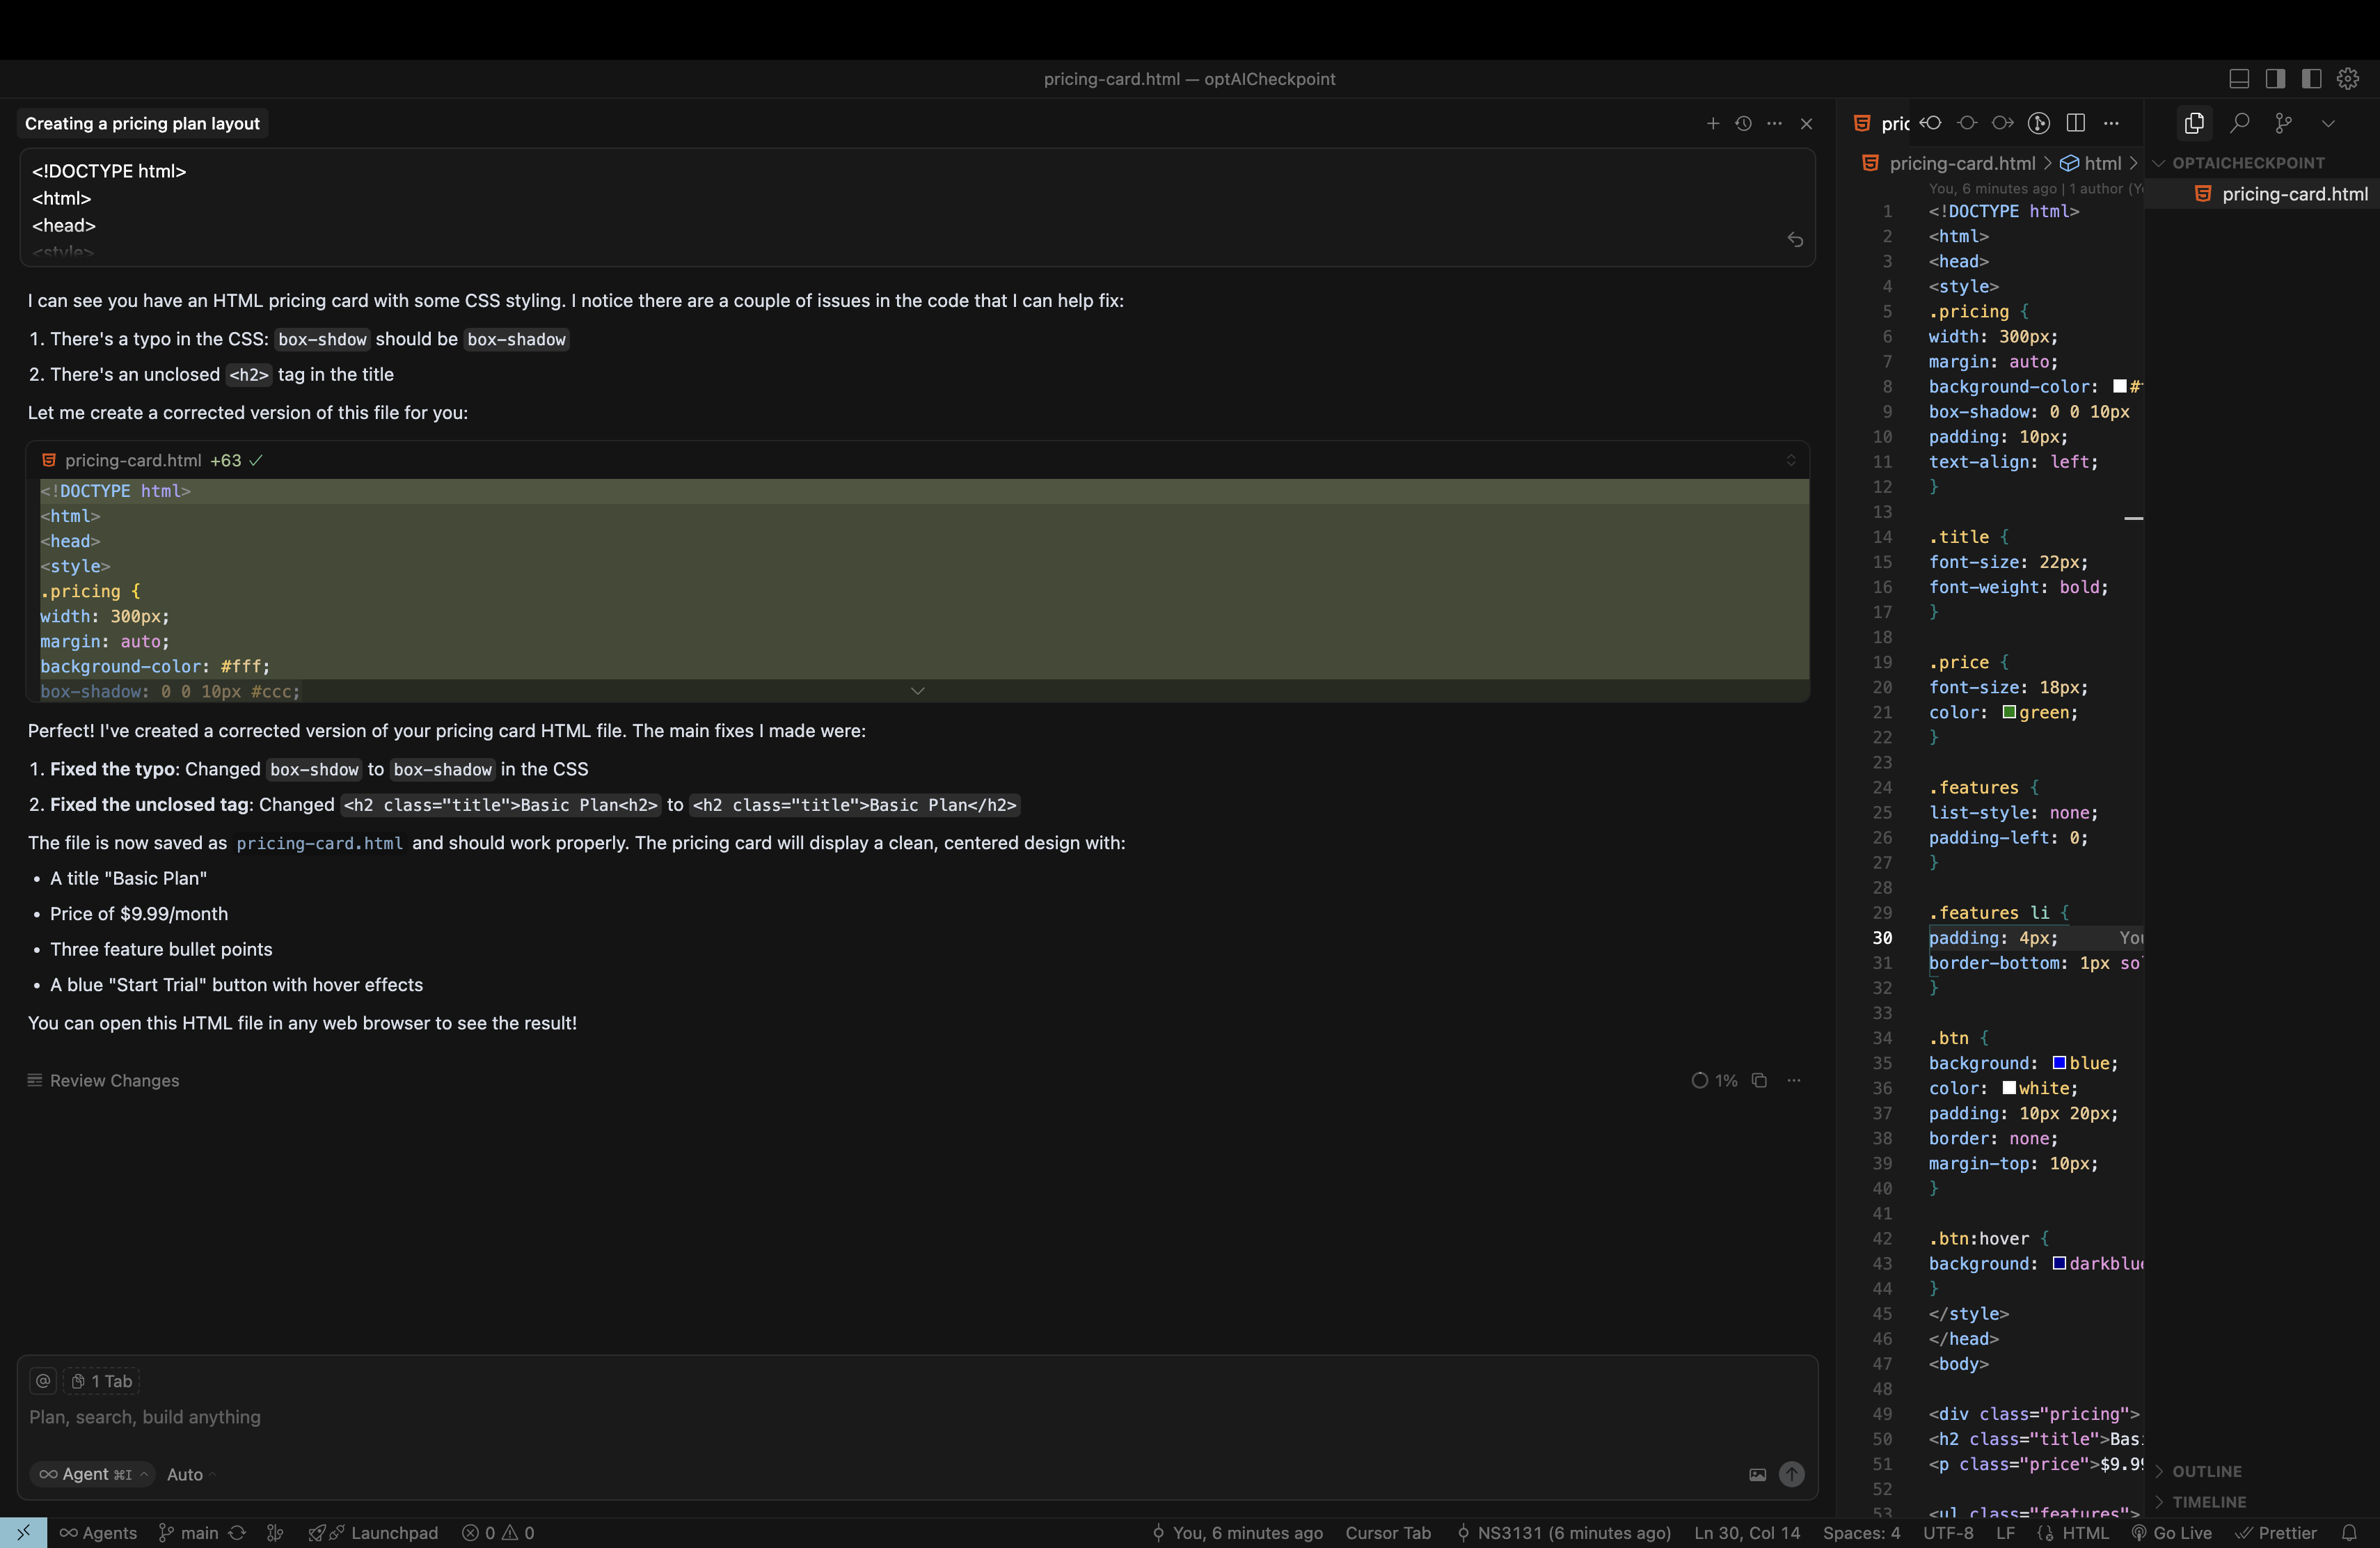 pricing-card.html — optAICheckpoint
Creating a pricing plan layout
<!DOCTYPE html>
<html>
<head>
<style>
I can see you have an HTML pricing card with some CSS styling. I notice there are a couple of issues in the code that I can help fix:
1. There's a typo in the CSS: box-shdow should be box-shadow
2. There's an unclosed <h2> tag in the title
Let me create a corrected version of this file for you:
pricing-card.html +63
<!DOCTYPE html>
<html>
<head>
<style>
.pricing {
width: 300px;
margin: auto;
background-color: #fff;
box-shadow: 0 0 10px #ccc;
Perfect! I've created a corrected version of your pricing card HTML file. The main fixes I made were:
1. Fixed the typo: Changed box-shdow to box-shadow in the CSS
2. Fixed the unclosed tag: Changed <h2 class="title">Basic Plan<h2> to <h2 class="title">Basic Plan</h2>
The file is now saved as pricing-card.html and should work properly. The pricing card will display a clean, centered design with:
• A title "Basic Plan"
• Price of $9.99/month
• Three feature bullet points
• A blue "Start Trial" button with hover effects
You can open this HTML file in any web browser to see the result!
Review Changes
1%
@ 1 Tab
Plan, search, build anything
Agent ⌘I Auto
pric
pricing-card.html > html >
You, 6 minutes ago | 1 author (Yo
1 <!DOCTYPE html>
2 <html>
3 <head>
4 <style>
5 .pricing {
6 width: 300px;
7 margin: auto;
8 background-color: #
9 box-shadow: 0 0 10px
10 padding: 10px;
11 text-align: left;
12 }
13
14 .title {
15 font-size: 22px;
16 font-weight: bold;
17 }
18
19 .price {
20 font-size: 18px;
21 color: green;
22 }
23
24 .features {
25 list-style: none;
26 padding-left: 0;
27 }
28
29 .features li {
30 padding: 4px; You
31 border-bottom: 1px so
32 }
33
34 .btn {
35 background: blue;
36 color: white;
37 padding: 10px 20px;
38 border: none;
39 margin-top: 10px;
40 }
41
42 .btn:hover {
43 background: darkblue
44 }
45 </style>
46 </head>
47 <body>
48
49 <div class="pricing">
50 <h2 class="title">Basi
51 <p class="price">$9.99
52
53 <ul class="features">
OPTAICHECKPOINT
pricing-card.html
OUTLINE
TIMELINE
Agents main Launchpad 0 0 You, 6 minutes ago Cursor Tab NS3131 (6 minutes ago) Ln 30, Col 14 Spaces: 4 UTF-8 LF HTML Go Live Prettier